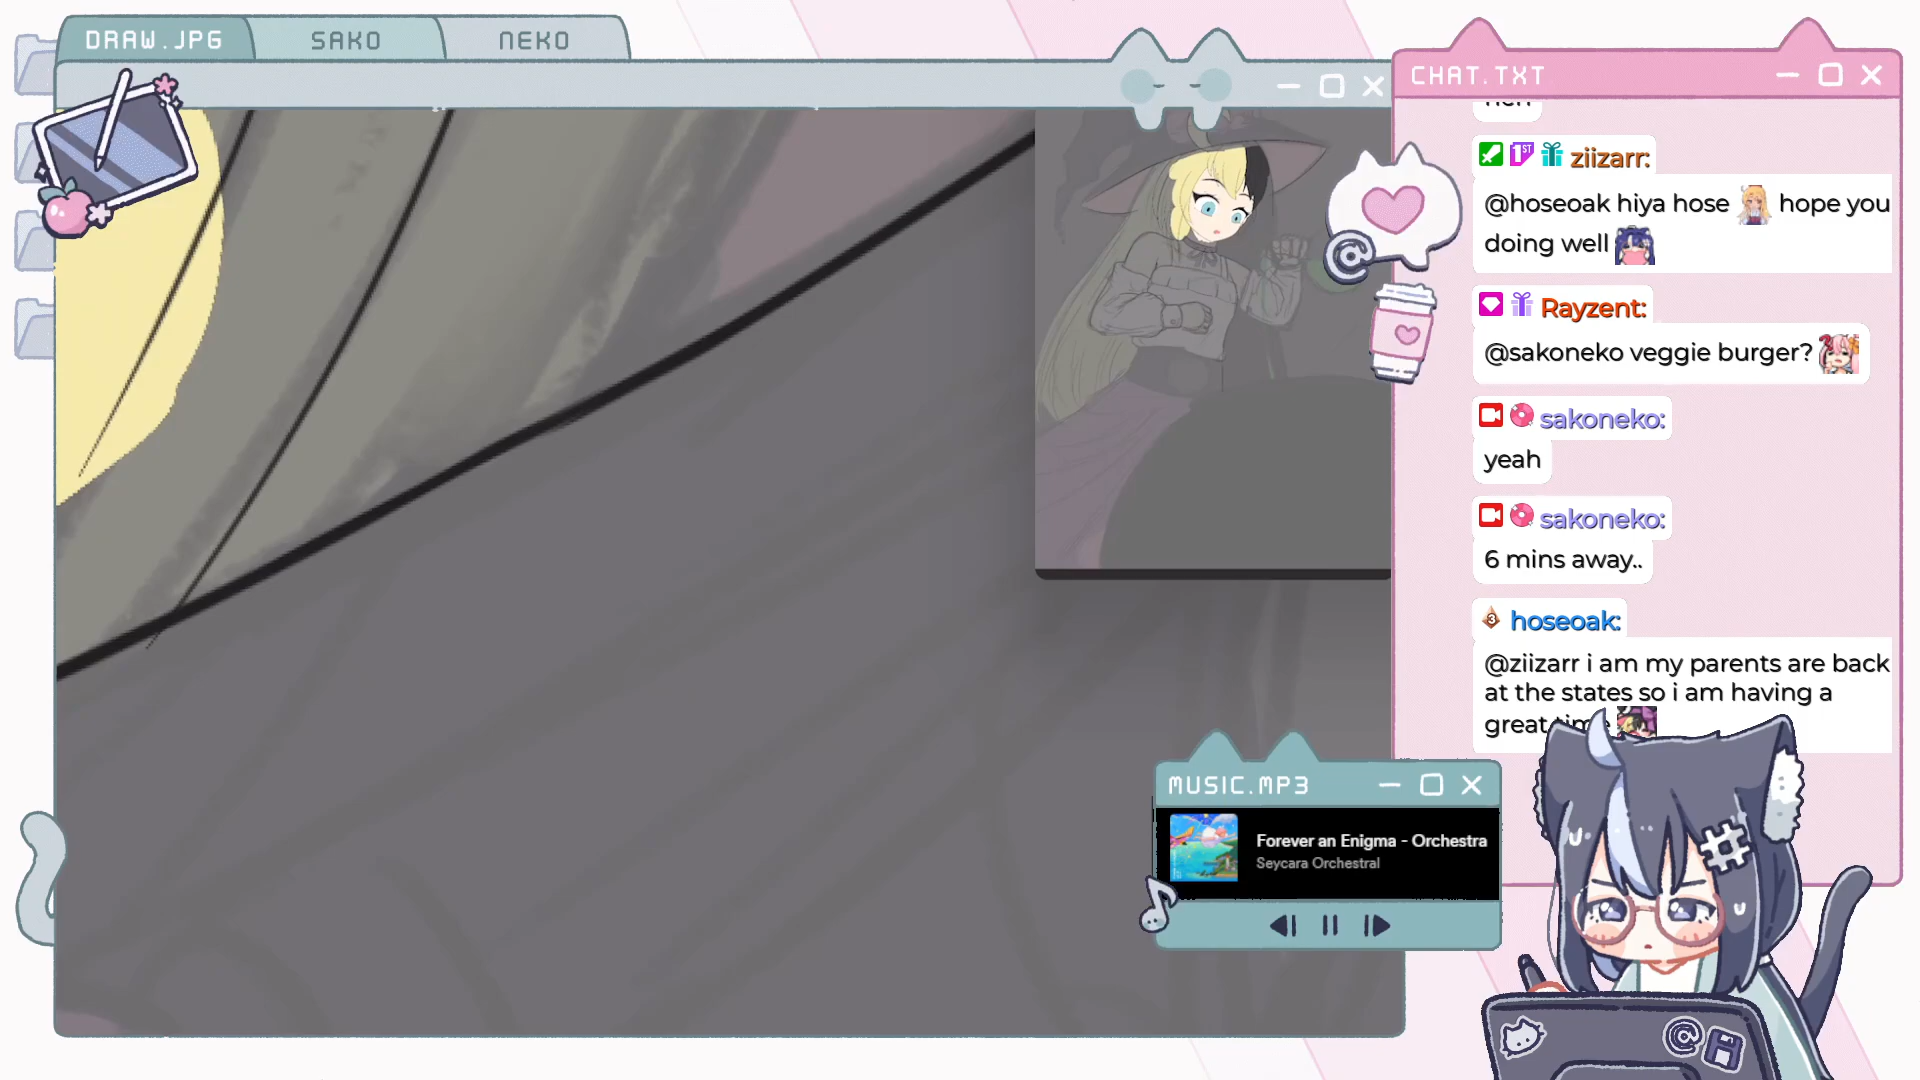 DRAW.JPG
SAKO
NEKO
CHAT.TXT
ziizarr:
@hoseoak hiya hose hope you
doing well
Rayzent:
@sakoneko veggie burger?
sakoneko:
yeah
sakoneko:
6 mins away..
hoseoak:
@ziizarr i am my parents are back
at the states so i am having a
great time
MUSIC.MP3
Forever an Enigma - Orchestra
Seycara Orchestral